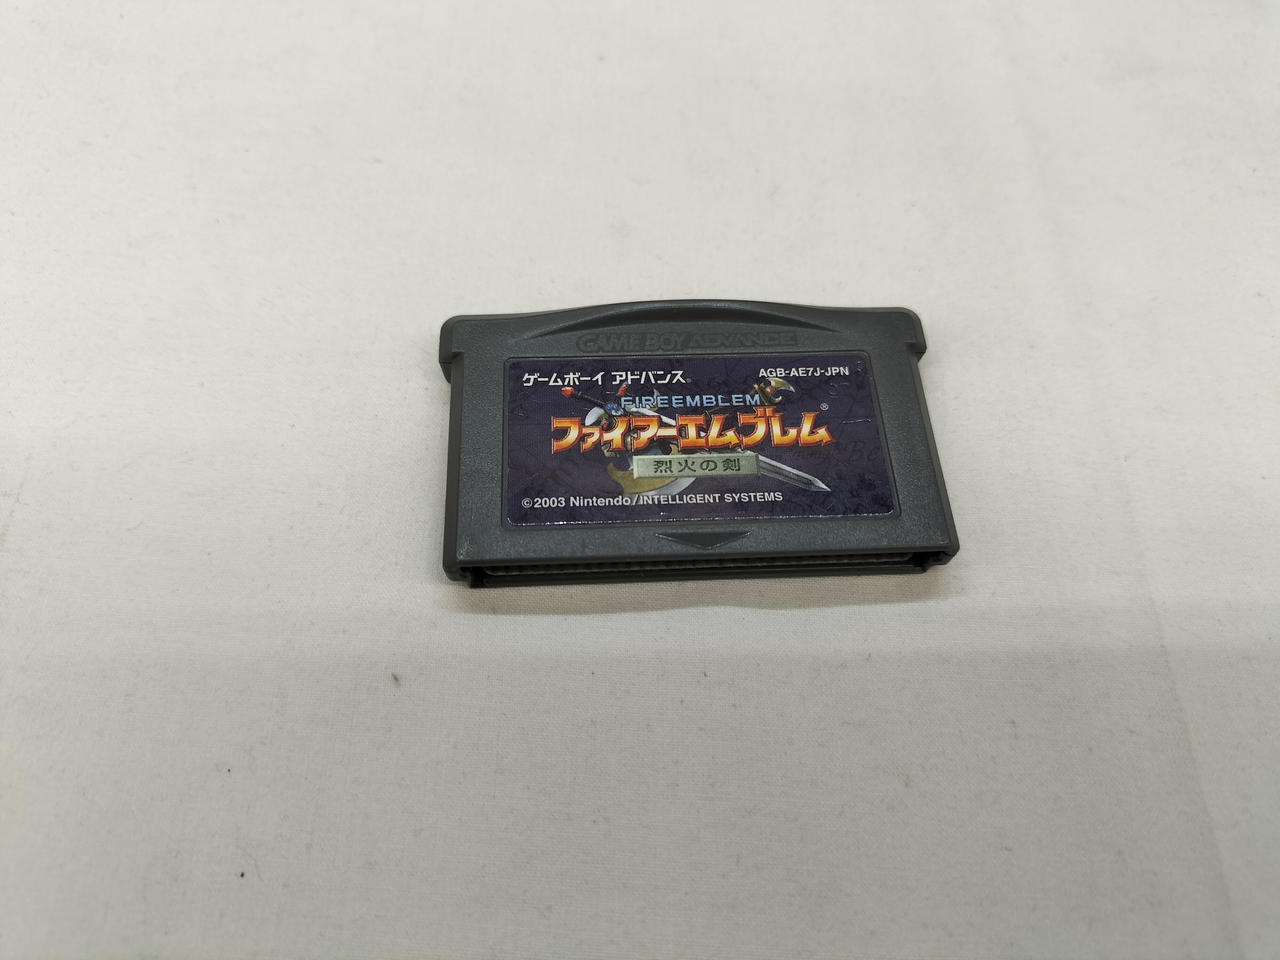 GAME BOY ADVANCE
ゲームボーイ アドバンス®
AGB-AE7J-JPN
FIREEMBLEM
ファイアーエムブレム®
烈火の剣
©2003 Nintendo/INTELLIGENT SYSTEMS